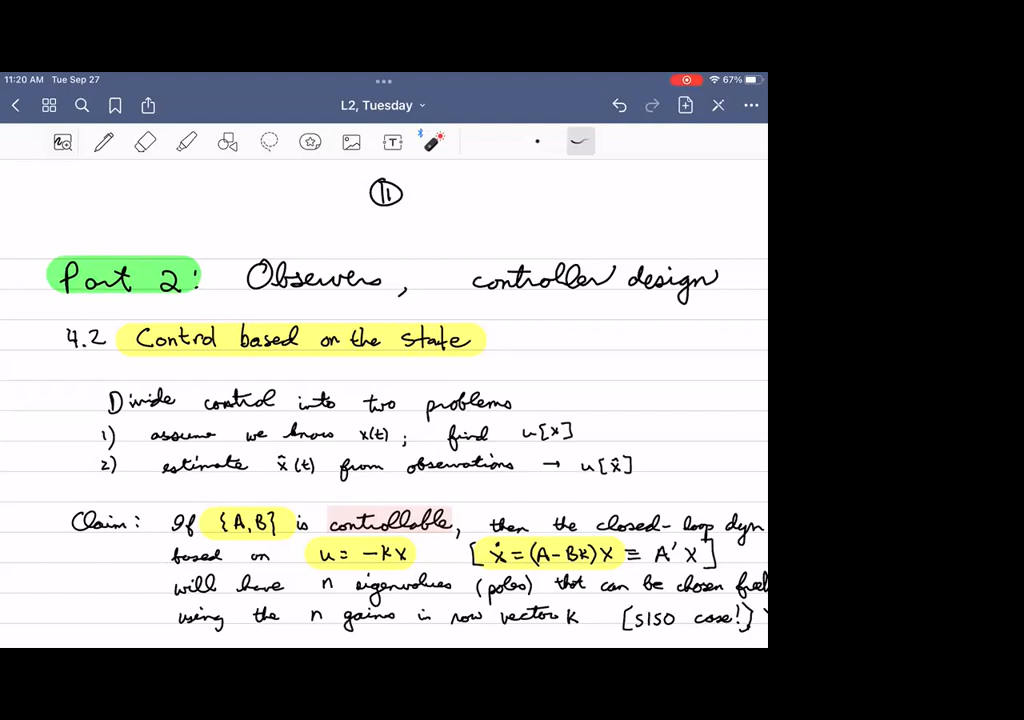 11:20 AM Tue Sep 27
67%
L2, Tuesday
11
Part 2: Observers, controller design
4.2 Control based on the state
Divide control into two problems
1) assume we know x(t); find u[x]
2) estimate x̂(t) from observations → u[x̂]
Claim: If {A,B} is controllable, then the closed-loop dyn
based on u = -Kx [ẋ = (A-BK)x ≡ A'x]
will have n eigenvalues (poles) that can be chosen freel
using the n gains in row vector K [SISO case!]